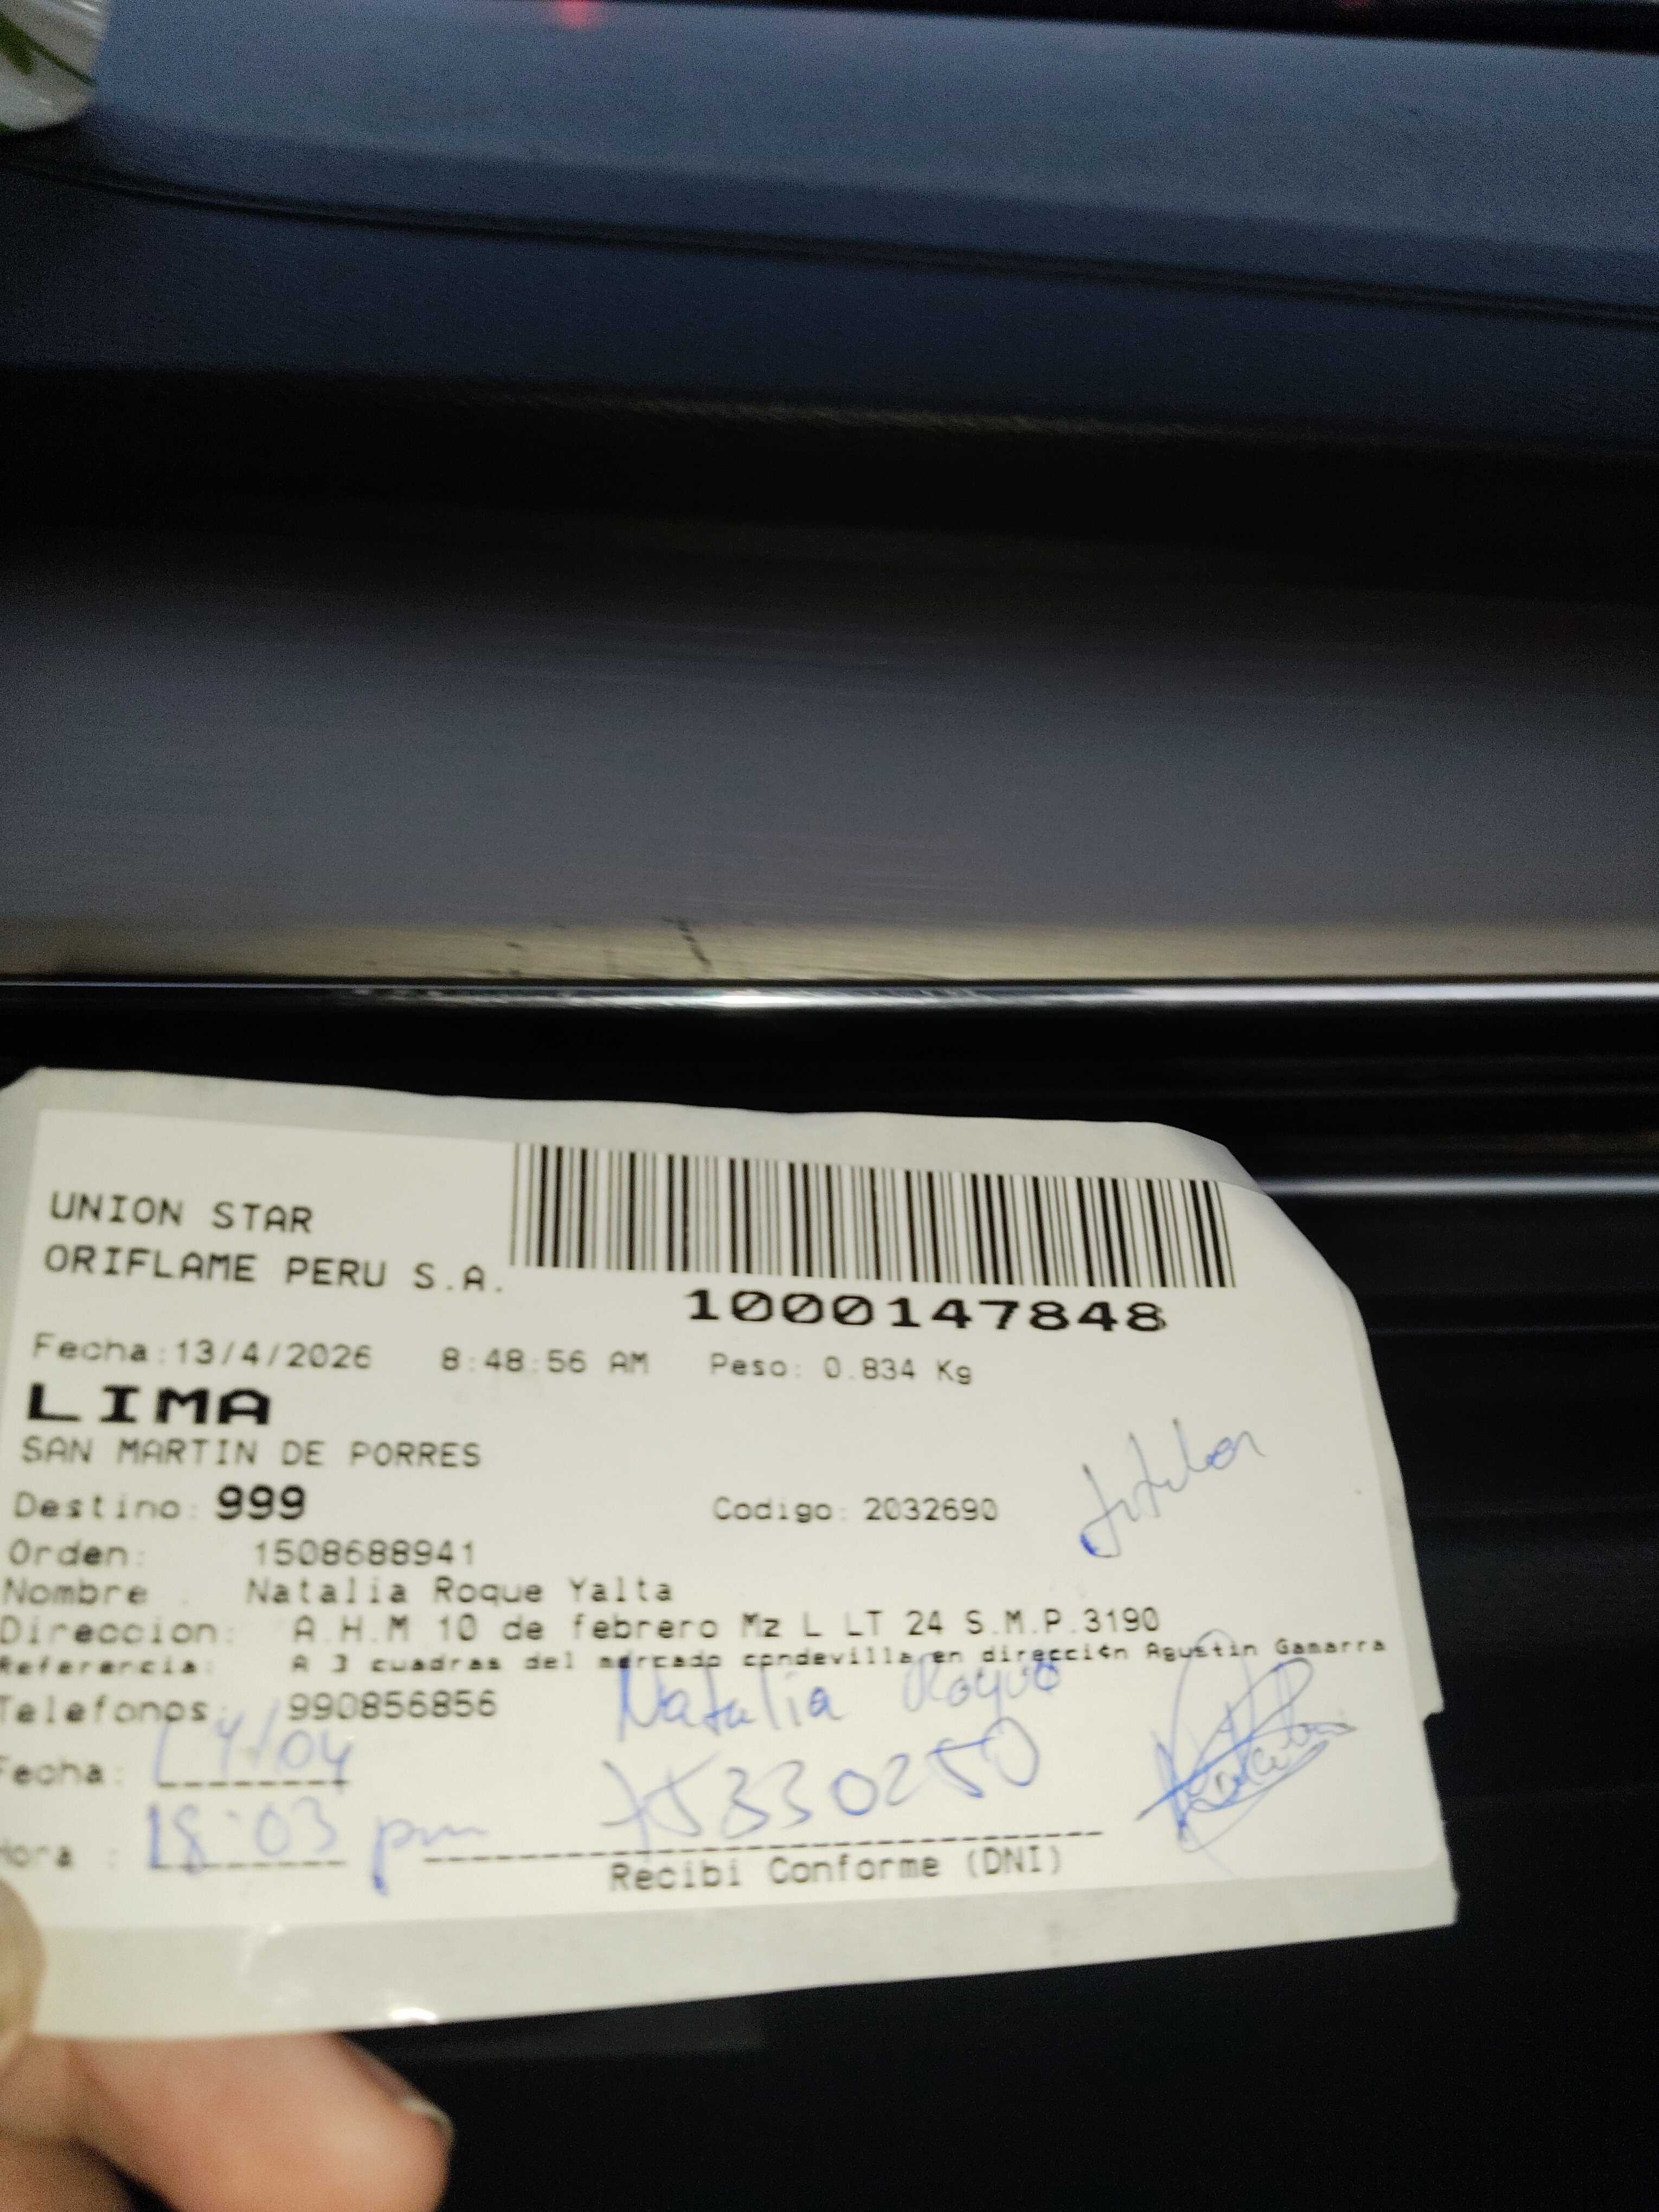 UNION STAR
ORIFLAME PERU S.A.
1000147848
Fecha:13/4/2026 8:48:56 AM Peso: 0.834 Kg
LIMA
SAN MARTIN DE PORRES
Destino: 999 Codigo: 2032690
titular
Orden: 1508688941
Nombre : Natalia Roque Yalta
Direccion: A.H.M 10 de febrero Mz L LT 24 S.M.P.3190
Referencia: A 3 cuadras del mercado condevilla en direcci¢n Agustin Gamarra
Telefonos: 990856856
Natalia Roque
Fecha: 14/04
75330250
Hora : 18:03 pm
Recibi Conforme (DNI)